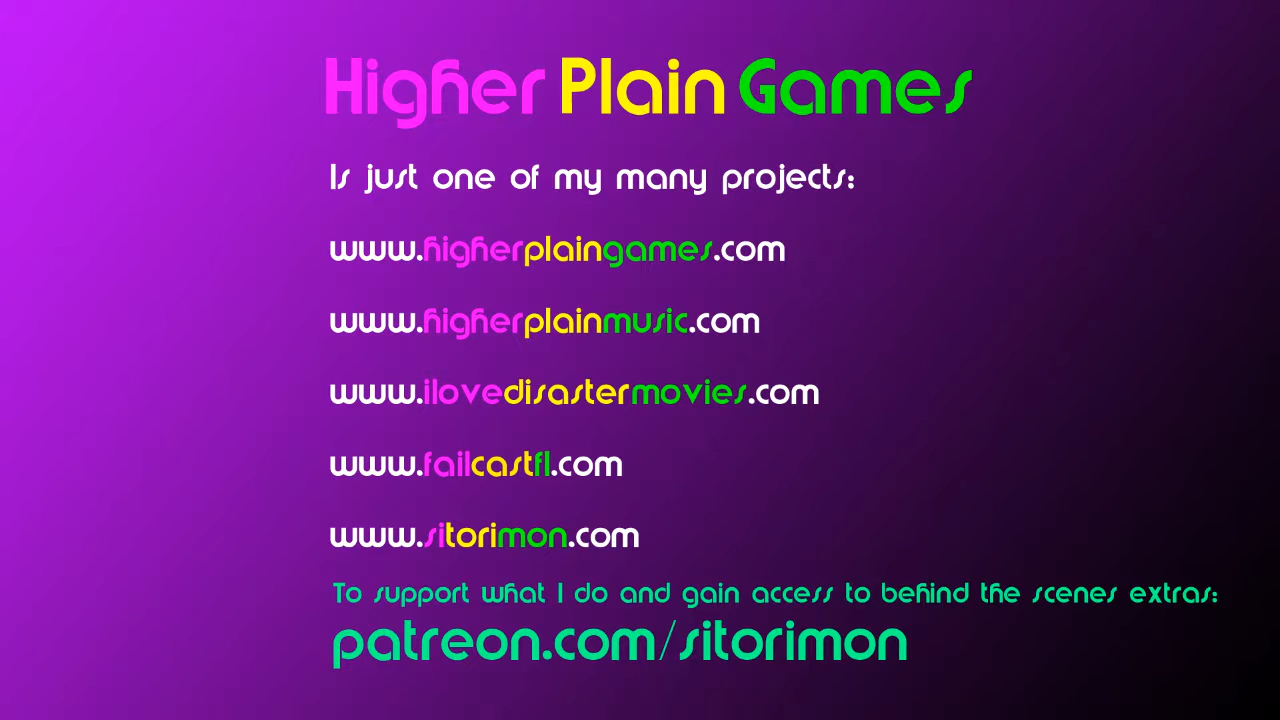 Higher Plain Games
Is just one of my many projects:
www.higherplaingames.com
www.higherplainmusic.com
www.ilovedisastermovies.com
www.failcastfl.com
www.sitorimon.com
To support what I do and gain access to behind the scenes extras:
patreon.com/sitorimon